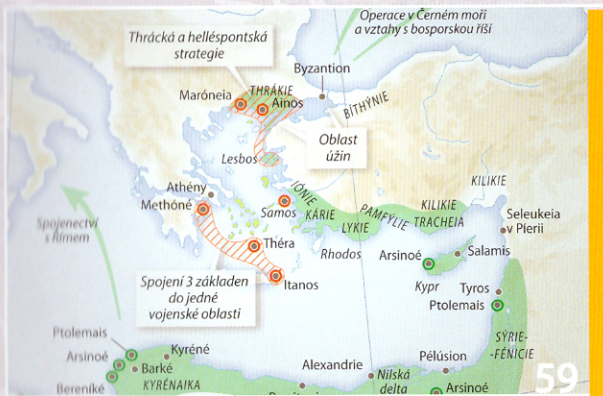 Operace v Černém moři
a vztahy s bosporskou říší
Thrácká a helléspontská
strategie
Byzantion
THRÁKIE
Maróneia
Ainos
BÍTHÝNIE
Oblast
úžin
Lesbos
KILIKIE
Athény
IÓNIE
Methóné
Samos
KÁRIE
PAMFÝLIE
KILIKIE
TRACHEIA
Seleukeia
v Pierii
LYKIE
Spojenectví
s Římem
Théra
Rhodos
Arsinoé
Salamis
Spojení 3 základen
do jedné
vojenské oblasti
Itanos
Kypr
Tyros
Ptolemais
Ptolemais
Kyréné
SÝRIE-
-FÉNICIE
Arsinoé
Barké
Alexandrie
Pélúsion
Bereniké
KYRÉNAIKA
Nilská
delta
Arsinoé
59